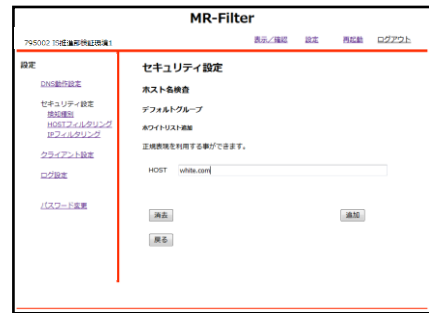 MR-Filter
795002 IS推進部検証環境1
表示／確認 設定 再起動 ログアウト
設定
DNS動作設定
セキュリティ設定
検知種別
HOSTフィルタリング
IPフィルタリング
クライアント設定
ログ設定
パスワード変更
セキュリティ設定
ホスト名検査
デフォルトグループ
ホワイトリスト追加
正規表現を利用する事ができます。
HOST white.com
消去 追加
戻る